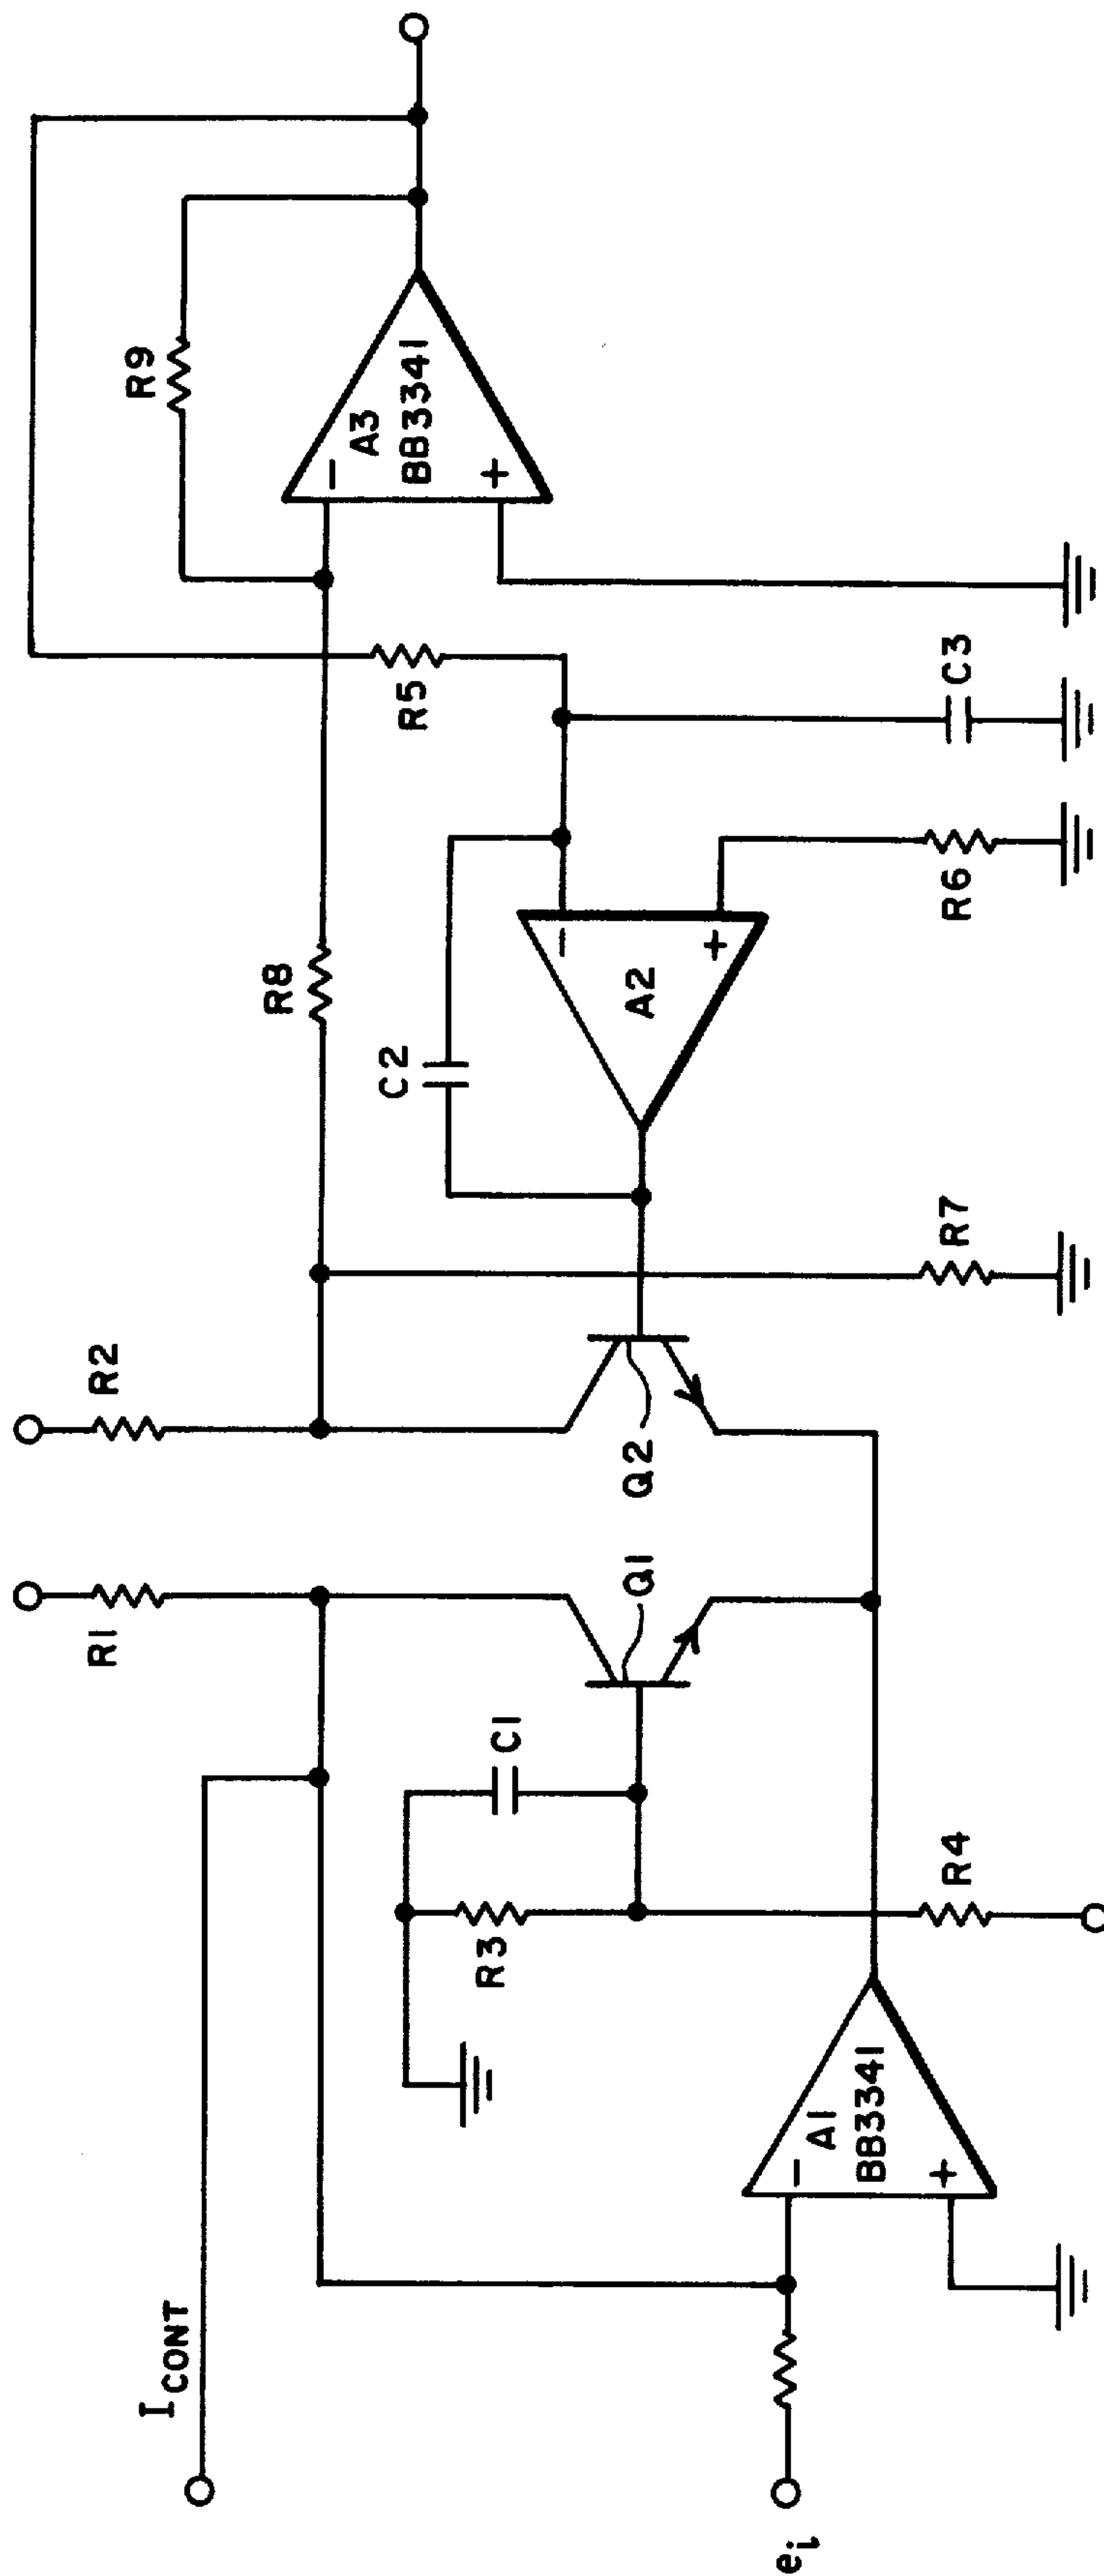 I CONT
eᵢ
R1
R2
R3
C1
Q1
Q2
A1
BB3341
-
+
R4
R8
C2
A2
-
+
R7
R6
R5
C3
R9
A3
BB3341
-
+